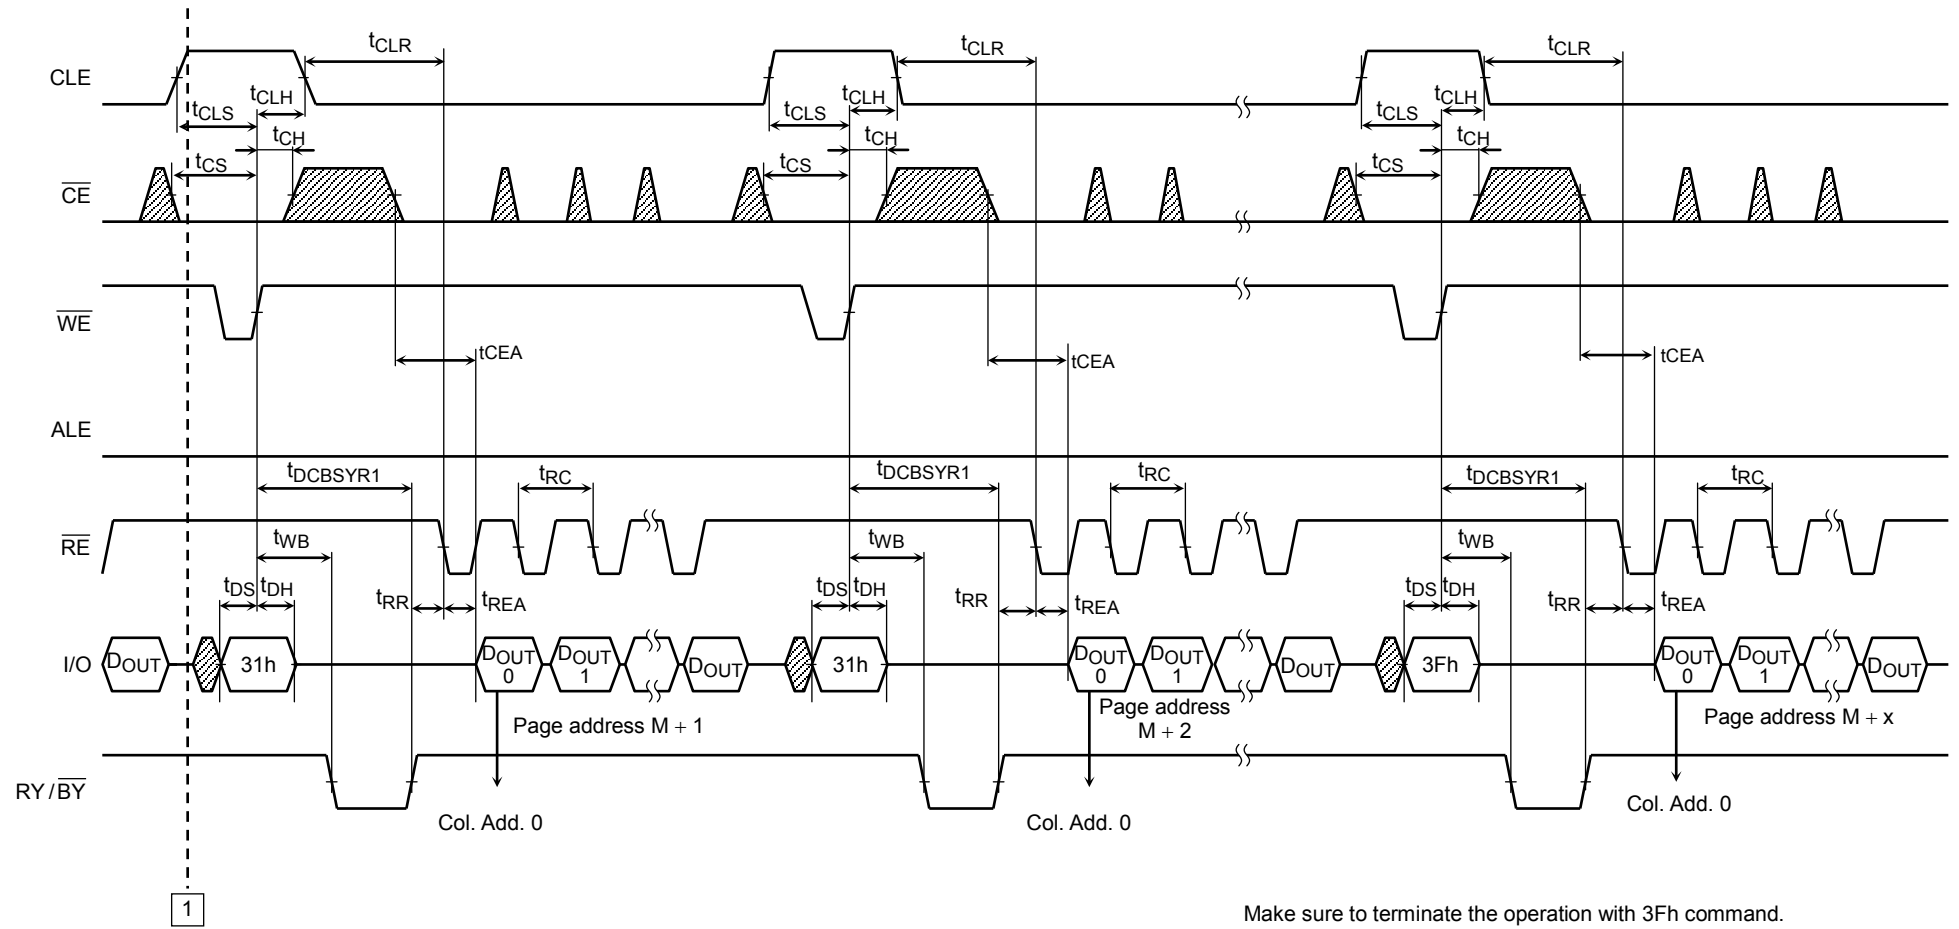 tCLR tCLR tCLR
CLE
tCLH tCLH tCLH
tCLS tCLS tCLS
tCH tCH tCH
tCS tCS tCS
CE
WE
tCEA tCEA tCEA
ALE
tDCBSYR1 tRC tDCBSYR1 tRC tDCBSYR1 tRC
RE
tWB tWB tWB
tDS tDH tDS tDH tDS tDH
tRR tREA tRR tREA tRR tREA
I/O DOUT 31h DOUT 0 DOUT 1 DOUT 31h DOUT 0 DOUT 1 DOUT 3Fh DOUT 0 DOUT 1 DOUT
Page address M + 1
Page address
M + 2
Page address M + x
RY/BY
Col. Add. 0 Col. Add. 0 Col. Add. 0
1
Make sure to terminate the operation with 3Fh command.